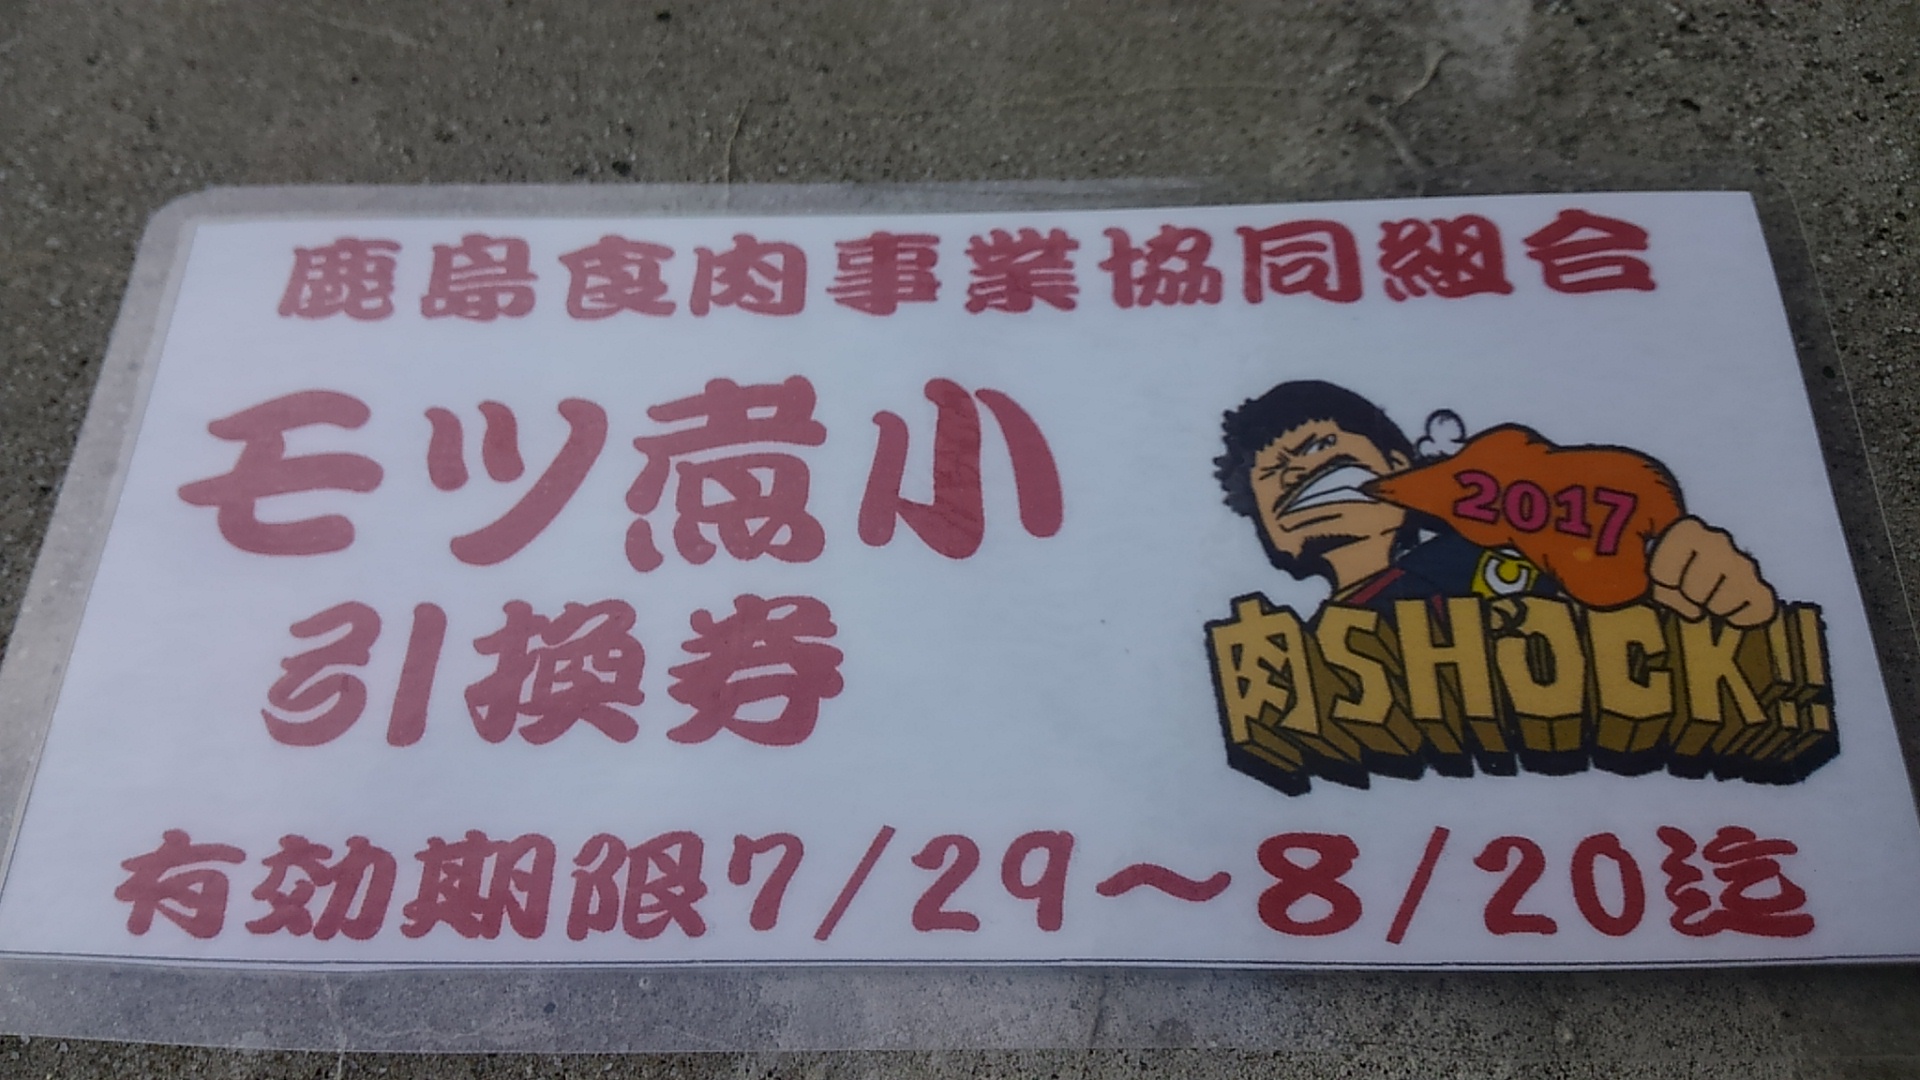 鹿島食肉事業協同組合
モツ煮小
引換券
2017
肉SHOCK!!
有効期限7/29～8/20迄